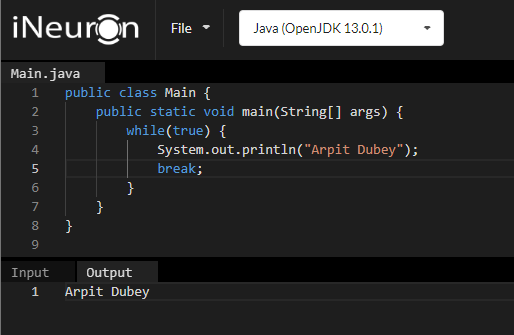 iNeuron File Java (OpenJDK 13.0.1)
Main.java
1 public class Main {
2     public static void main(String[] args) {
3         while(true) {
4             System.out.println("Arpit Dubey");
5             break;
6         }
7     }
8 }
9
Input Output
1 Arpit Dubey